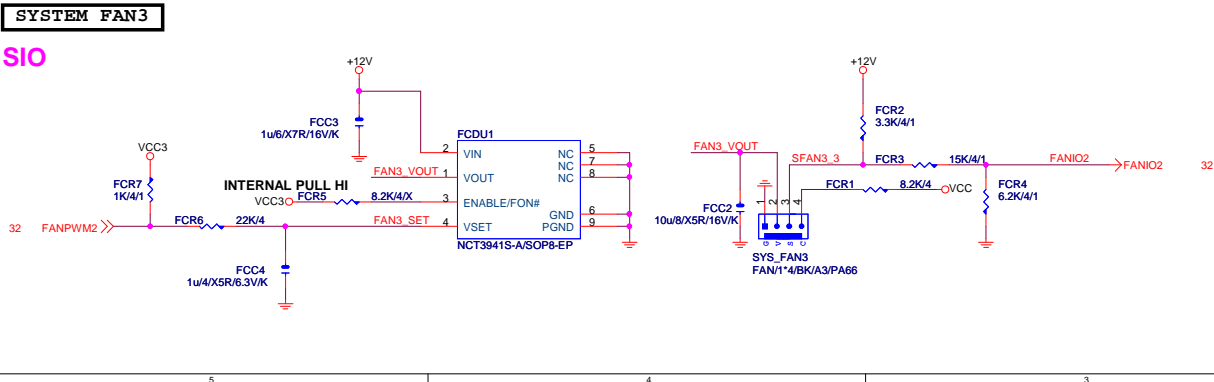 SYSTEM FAN3
SIO
+12V
+12V
FCC3
1u/6/X7R/16V/K
FCDU1
FCR2
3.3K/4/1
VCC3
2
VIN
NC
5
NC
7
NC
8
FAN3_VOUT
1
VOUT
FAN3_VOUT
SFAN3_3
FCR3
15K/4/1
FANIO2
FANIO2
32
FCR7
1K/4/1
INTERNAL PULL HI
VCC3
FCR5
8.2K/4/X
3
ENABLE/FON#
FCR1
8.2K/4
VCC
FCR4
6.2K/4/1
FCC2
10u/8/X5R/16V/K
1
2
3
4
GND
6
PGND
9
32
FANPWM2
FCR6
22K/4
FAN3_SET
4
VSET
NCT3941S-A/SOP8-EP
G
V
S
C
SYS_FAN3
FAN/1*4/BK/A3/PA66
FCC4
1u/4/X5R/6.3V/K
5
4
3